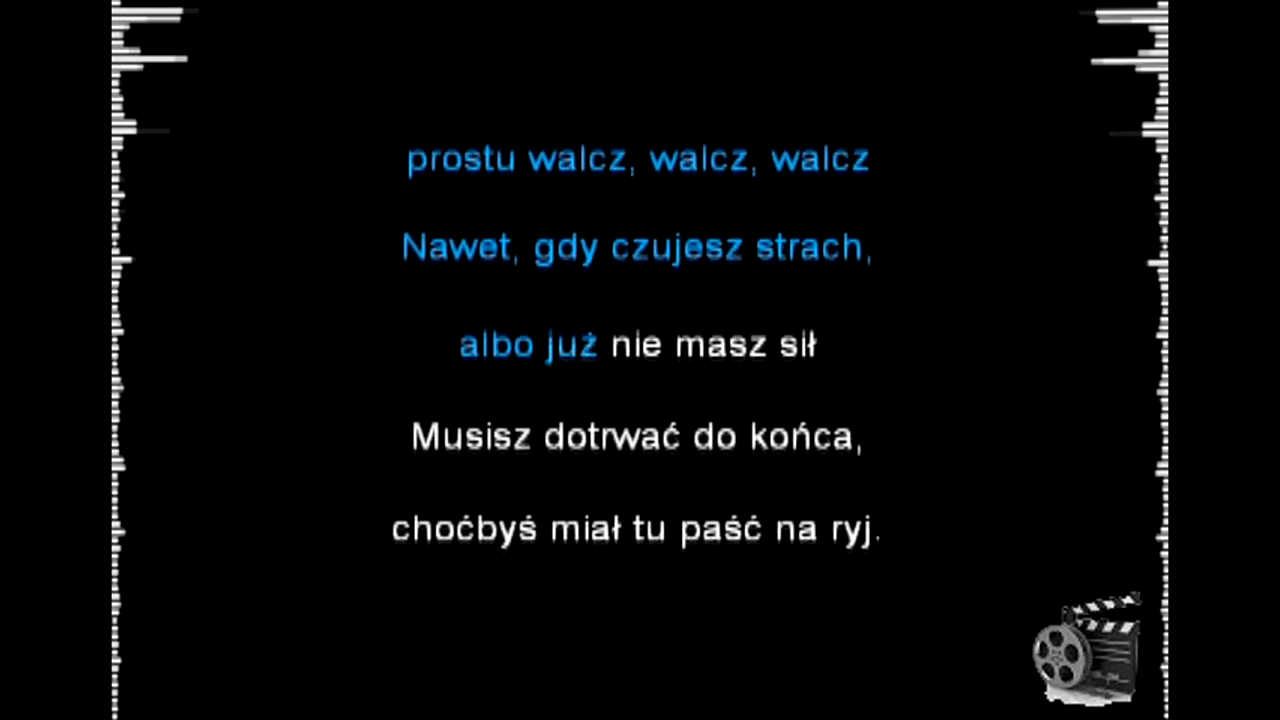 prostu walcz, walcz, walcz
Nawet, gdy czujesz strach,
albo już nie masz sił
Musisz dotrwać do końca,
choćbyś miał tu paść na ryj.